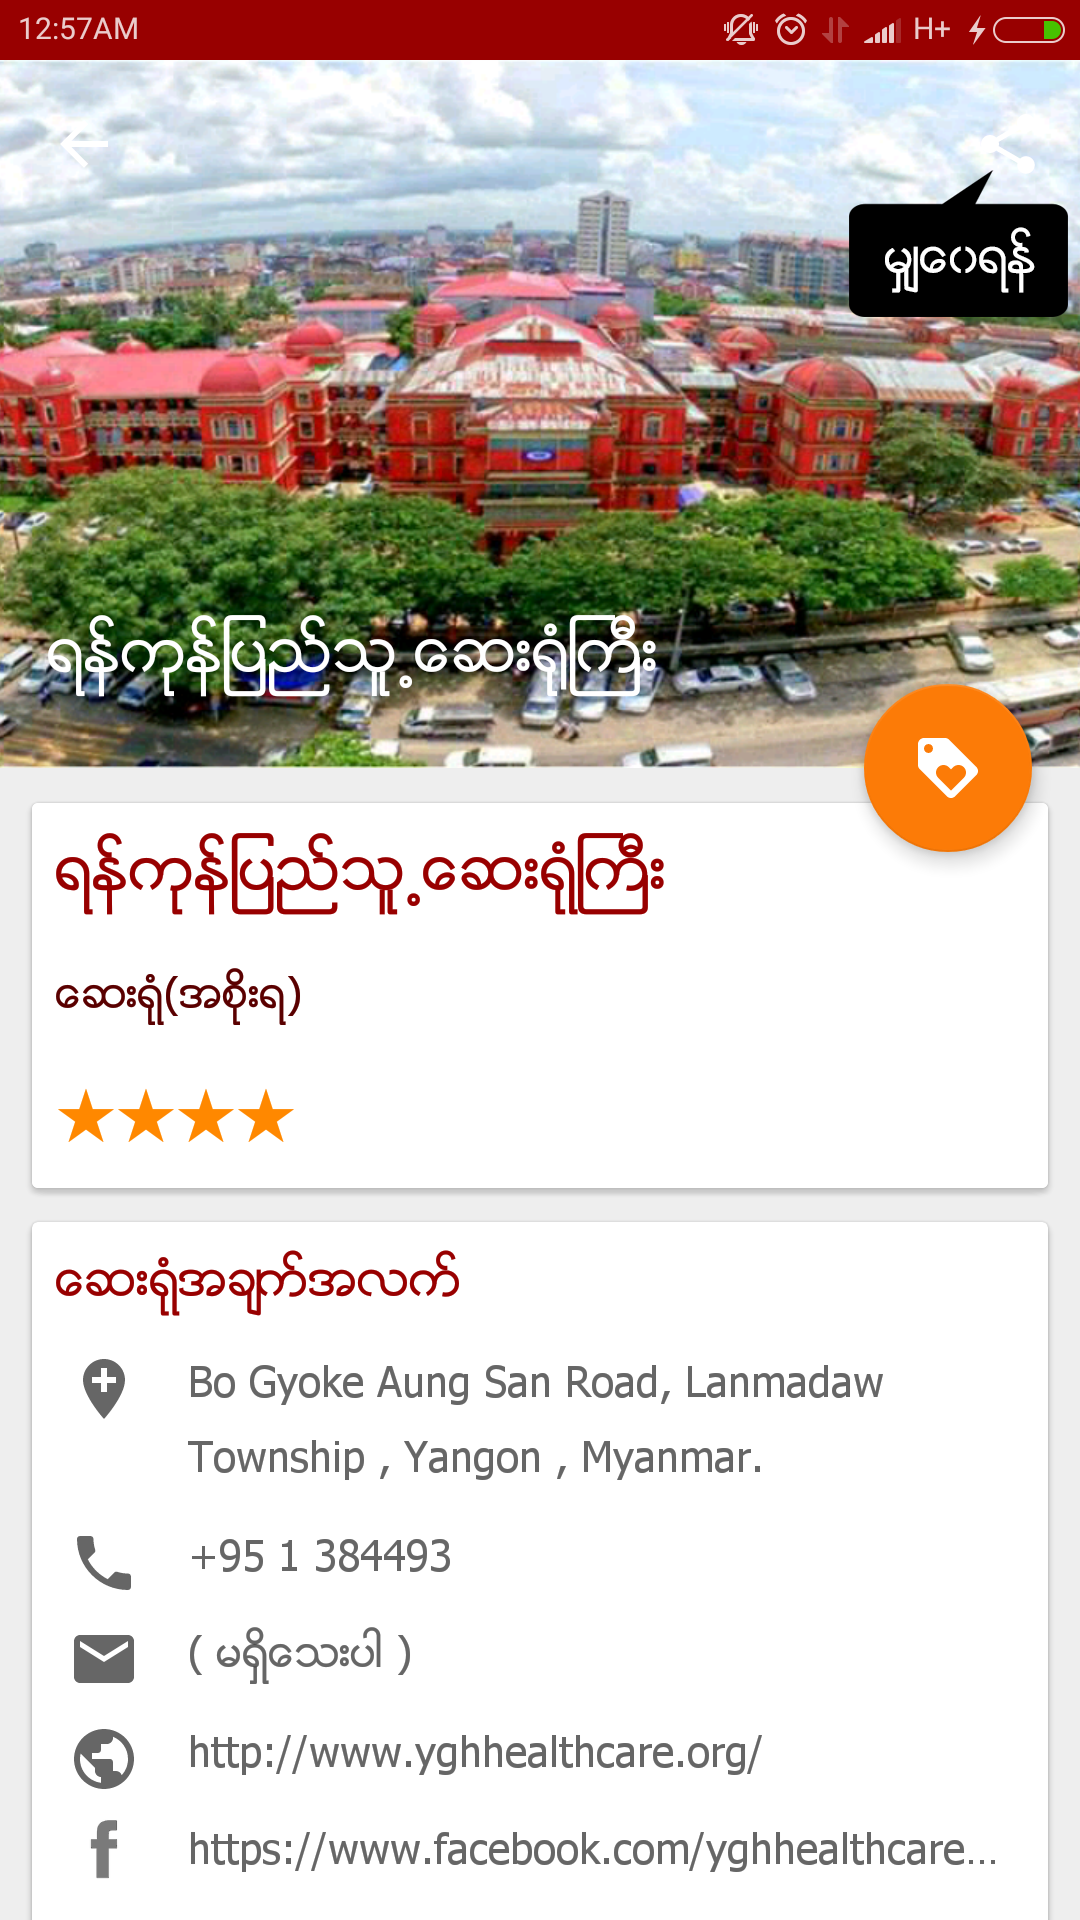 12:57AM
H+
မျှဝေရန်
ရန်ကုန်ပြည်သူ့ဆေးရုံကြီး
ရန်ကုန်ပြည်သူ့ဆေးရုံကြီး
ဆေးရုံ(အစိုးရ)
ဆေးရုံအချက်အလက်
Bo Gyoke Aung San Road, Lanmadaw
Township , Yangon , Myanmar.
+95 1 384493
( မရှိသေးပါ )
http://www.yghhealthcare.org/
https://www.facebook.com/yghhealthcare...